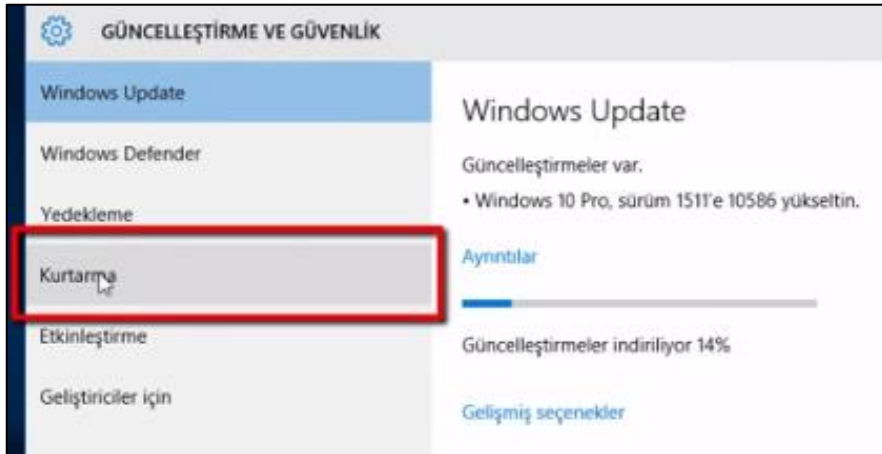 GÜNCELLEŞTİRME VE GÜVENLİK
Windows Update
Windows Defender
Yedekleme
Kurtarma
Etkinleştirme
Geliştiriciler için
Windows Update
Güncelleştirmeler var.
• Windows 10 Pro, sürüm 1511'e 10586 yükseltin.
Ayrıntılar
Güncelleştirmeler indiriliyor 14%
Gelişmiş seçenekler